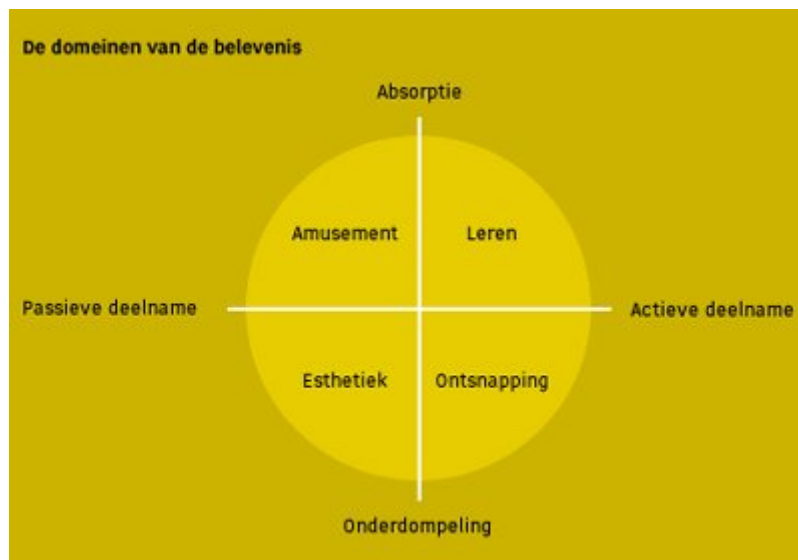 De domeinen van de belevenis
Absorptie
Amusement
Leren
Passieve deelname
Actieve deelname
Esthetiek
Ontsnapping
Onderdompeling